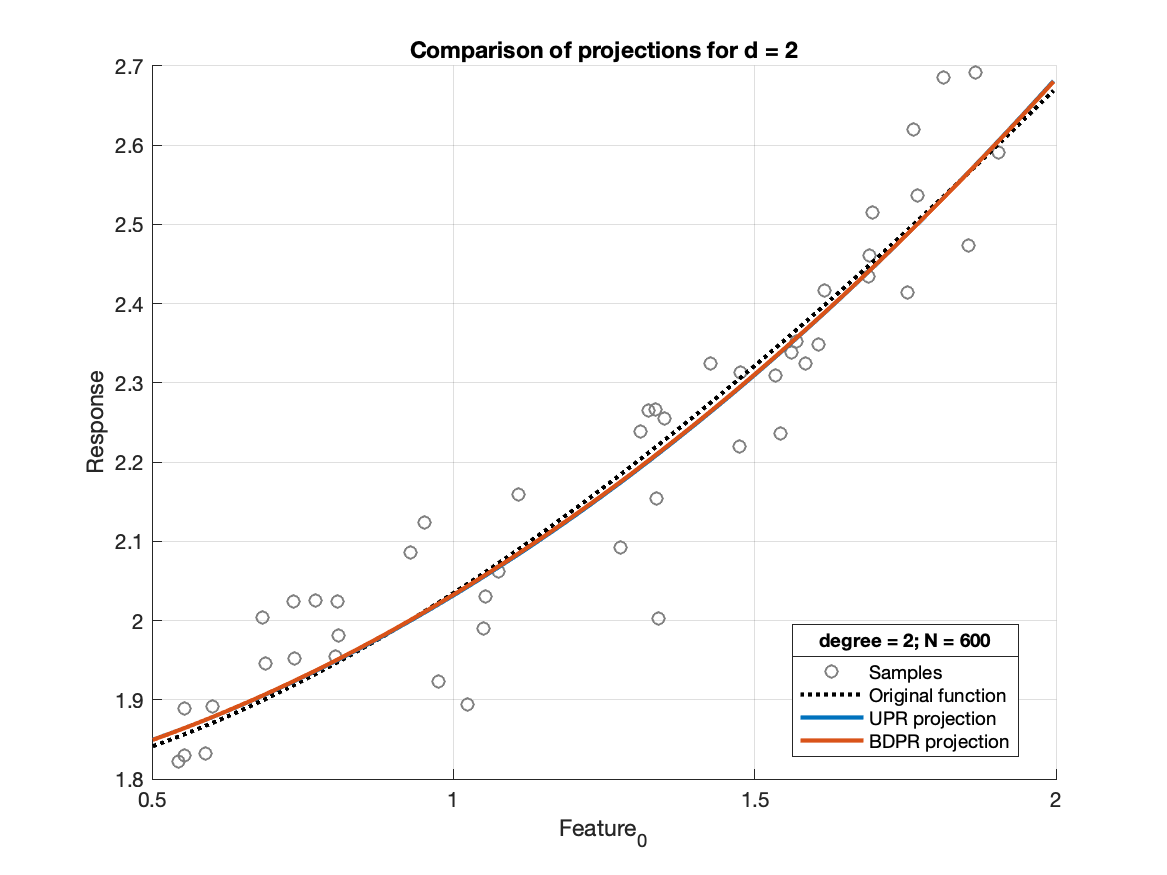 Comparison of projections for d = 2
2.7
2.6
2.5
2.4
2.3
2.2
2.1
2
1.9
1.8
Response
0.5
1
1.5
2
Feature_0
degree = 2; N = 600
Samples
Original function
UPR projection
BDPR projection